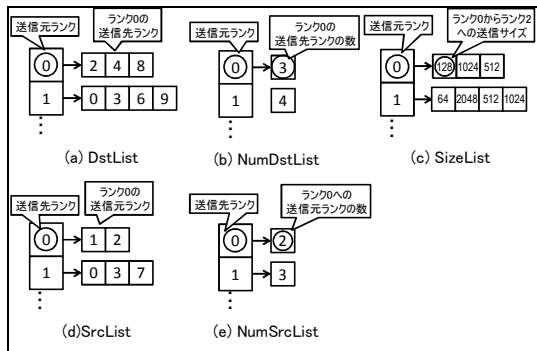 送信元ランク
ランク0の
送信先ランク
0
2 4 8
1
0 3 6 9
⋮
(a) DstList
送信元ランク
ランク0の
送信先ランクの数
0
3
1
4
⋮
(b) NumDstList
送信元ランク
ランク0からランク2
への送信サイズ
0
128 1024 512
1
64 2048 512 1024
⋮
(c) SizeList
送信先ランク
ランク0の
送信元ランク
0
1 2
1
0 3 7
⋮
(d)SrcList
送信先ランク
ランク0への
送信元ランクの数
0
2
1
3
⋮
(e) NumSrcList